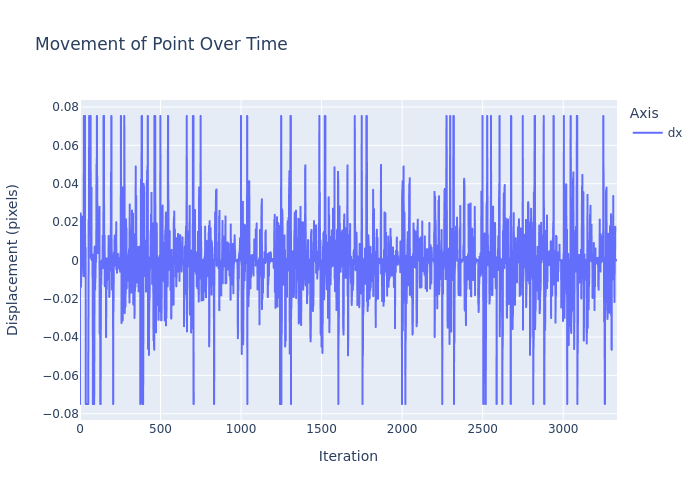 Movement of Point Over Time
Axis
dx
Displacement (pixels)
0.08
0.06
0.04
0.02
0
−0.02
−0.04
−0.06
−0.08
0 500 1000 1500 2000 2500 3000
Iteration